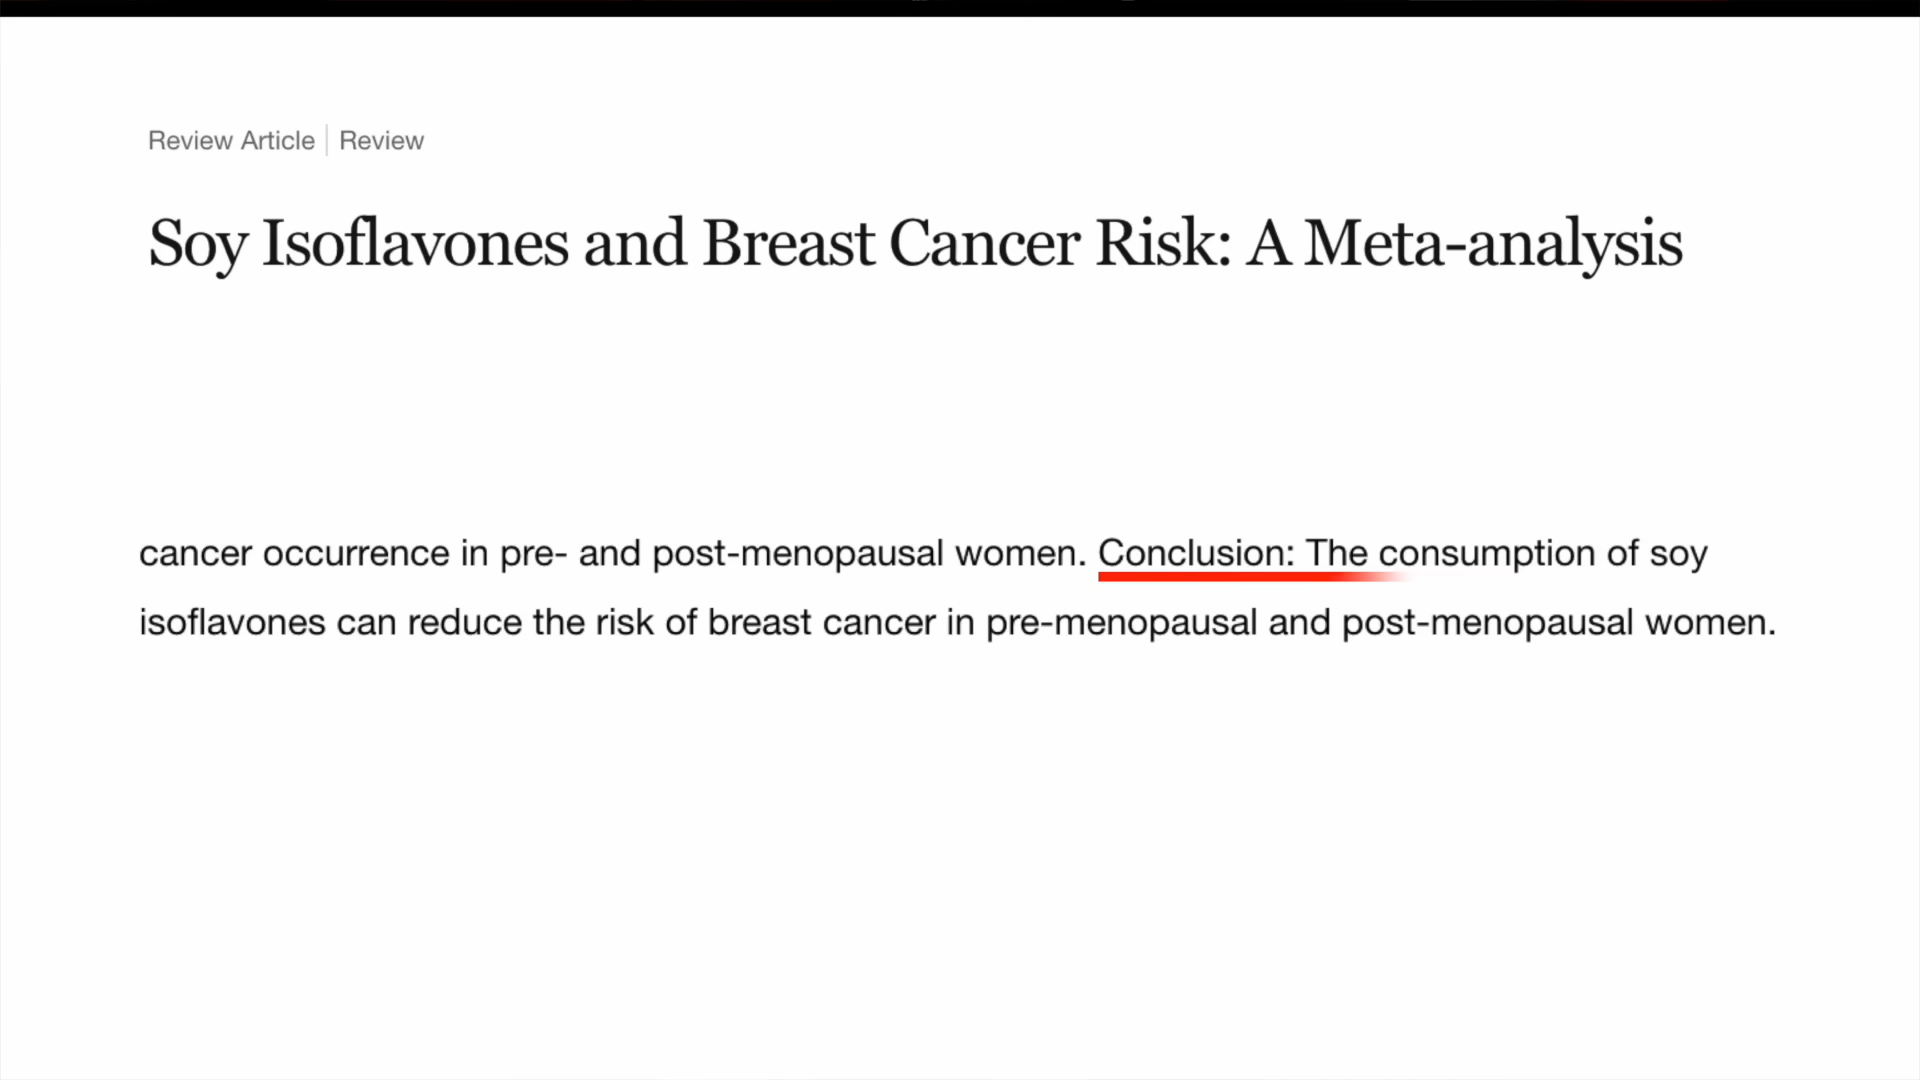 Review Article | Review
Soy Isoflavones and Breast Cancer Risk: A Meta-analysis
cancer occurrence in pre- and post-menopausal women. Conclusion: The consumption of soy
isoflavones can reduce the risk of breast cancer in pre-menopausal and post-menopausal women.